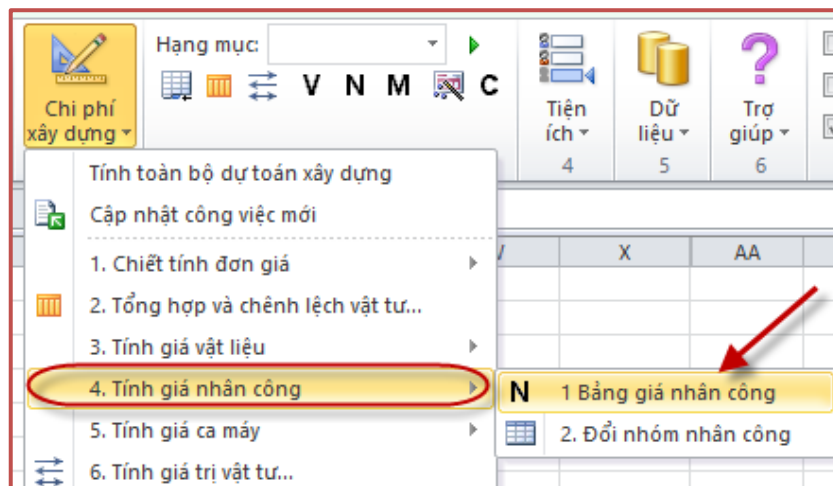 Hạng mục:
V N M C
Chi phí
xây dựng
Tiện
ích
Dữ
liệu
Trợ
giúp
4
5
6
Tính toàn bộ dự toán xây dựng
Cập nhật công việc mới
X
AA
1. Chiết tính đơn giá
2. Tổng hợp và chênh lệch vật tư...
3. Tính giá vật liệu
4. Tính giá nhân công
N 1 Bảng giá nhân công
5. Tính giá ca máy
2. Đổi nhóm nhân công
6. Tính giá trị vật tư...